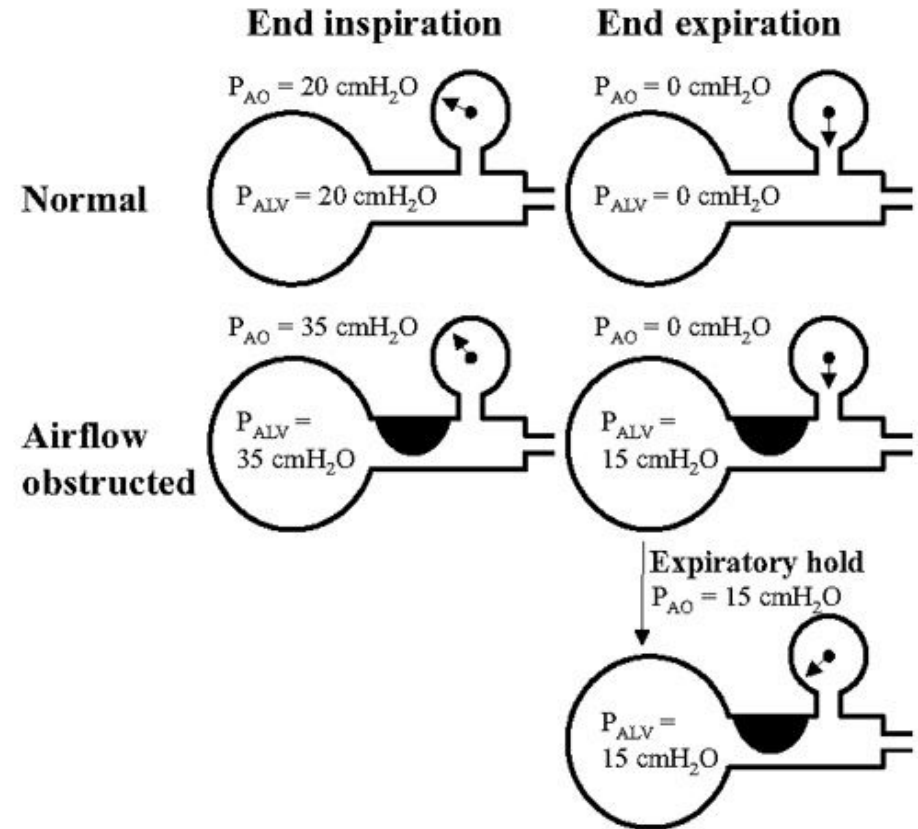 End inspiration
End expiration
P_AO = 20 cmH₂O
P_AO = 0 cmH₂O
Normal
P_ALV = 20 cmH₂O
P_ALV = 0 cmH₂O
P_AO = 35 cmH₂O
P_AO = 0 cmH₂O
Airflow
obstructed
P_ALV =
35 cmH₂O
P_ALV =
15 cmH₂O
Expiratory hold
P_AO = 15 cmH₂O
P_ALV =
15 cmH₂O